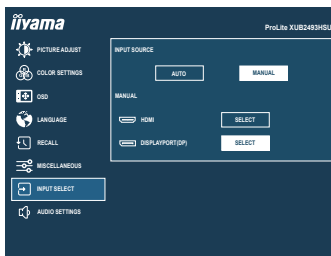 iiyama
ProLite XUB2493HSU
PICTURE ADJUST
COLOR SETTINGS
OSD
LANGUAGE
RECALL
MISCELLANEOUS
INPUT SELECT
AUDIO SETTINGS
INPUT SOURCE
AUTO MANUAL
MANUAL
HDMI SELECT
DISPLAYPORT(DP) SELECT